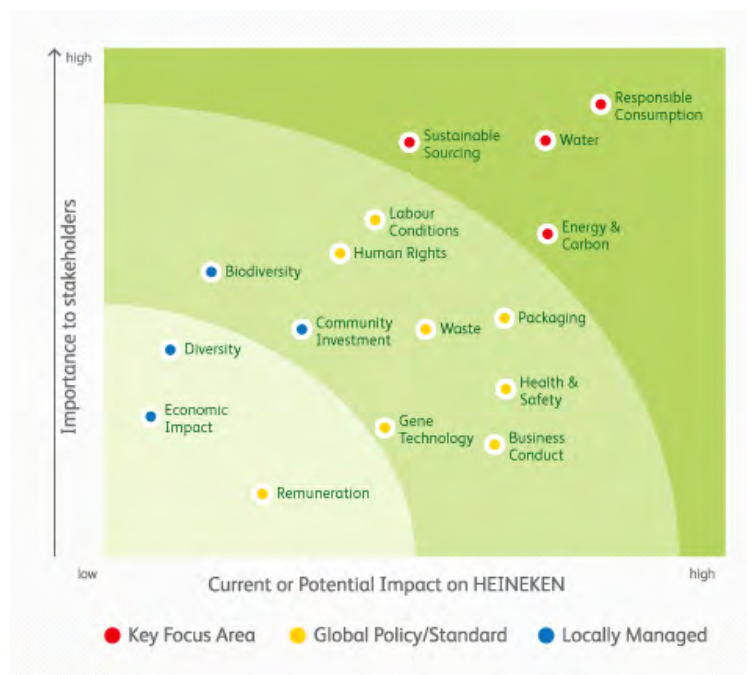 high
Responsible
Consumption
Sustainable
Sourcing
Water
Labour
Conditions
Energy &
Carbon
Human Rights
Biodiversity
Packaging
Community
Investment
Waste
Diversity
Health &
Safety
Economic
Impact
Gene
Technology
Business
Conduct
Remuneration
Importance to stakeholders
low
Current or Potential Impact on HEINEKEN
high
Key Focus Area
Global Policy/Standard
Locally Managed